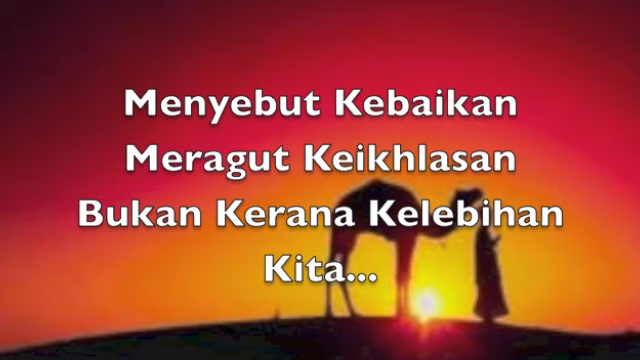 Menyebut Kebaikan
Meragut Keikhlasan
Bukan Kerana Kelebihan
Kita...